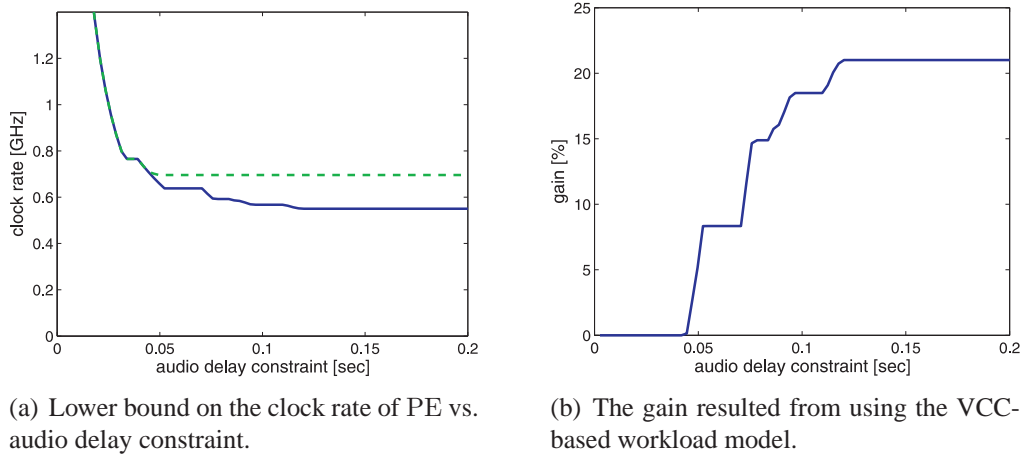 1.2
1
0.8
0.6
0.4
0.2
0
clock rate [GHz]
0 0.05 0.1 0.15 0.2
audio delay constraint [sec]
(a) Lower bound on the clock rate of PE vs.
audio delay constraint.
25
20
15
10
5
0
gain [%]
0 0.05 0.1 0.15 0.2
audio delay constraint [sec]
(b) The gain resulted from using the VCC-
based workload model.